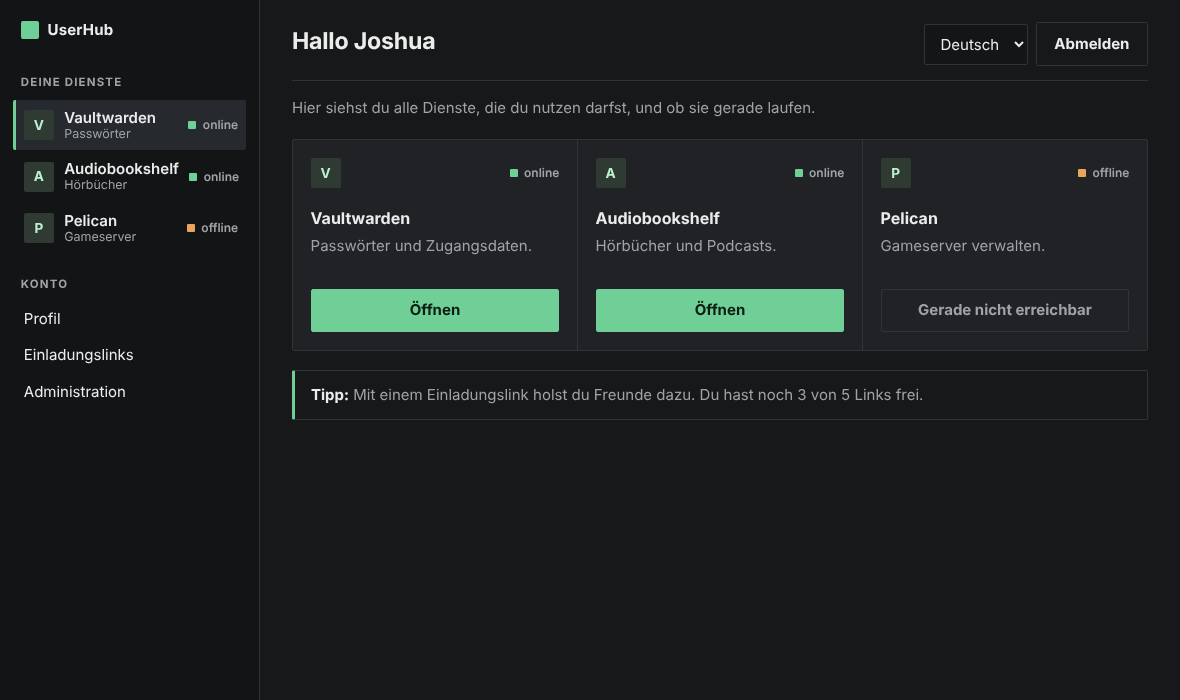 UserHub
DEINE DIENSTE
V
Vaultwarden
Passwörter
online
A
Audiobookshelf
Hörbücher
online
P
Pelican
Gameserver
offline
KONTO
Profil
Einladungslinks
Administration
Hallo Joshua
Deutsch
Abmelden
Hier siehst du alle Dienste, die du nutzen darfst, und ob sie gerade laufen.
V
online
Vaultwarden
Passwörter und Zugangsdaten.
Öffnen
A
online
Audiobookshelf
Hörbücher und Podcasts.
Öffnen
P
offline
Pelican
Gameserver verwalten.
Gerade nicht erreichbar
Tipp: Mit einem Einladungslink holst du Freunde dazu. Du hast noch 3 von 5 Links frei.